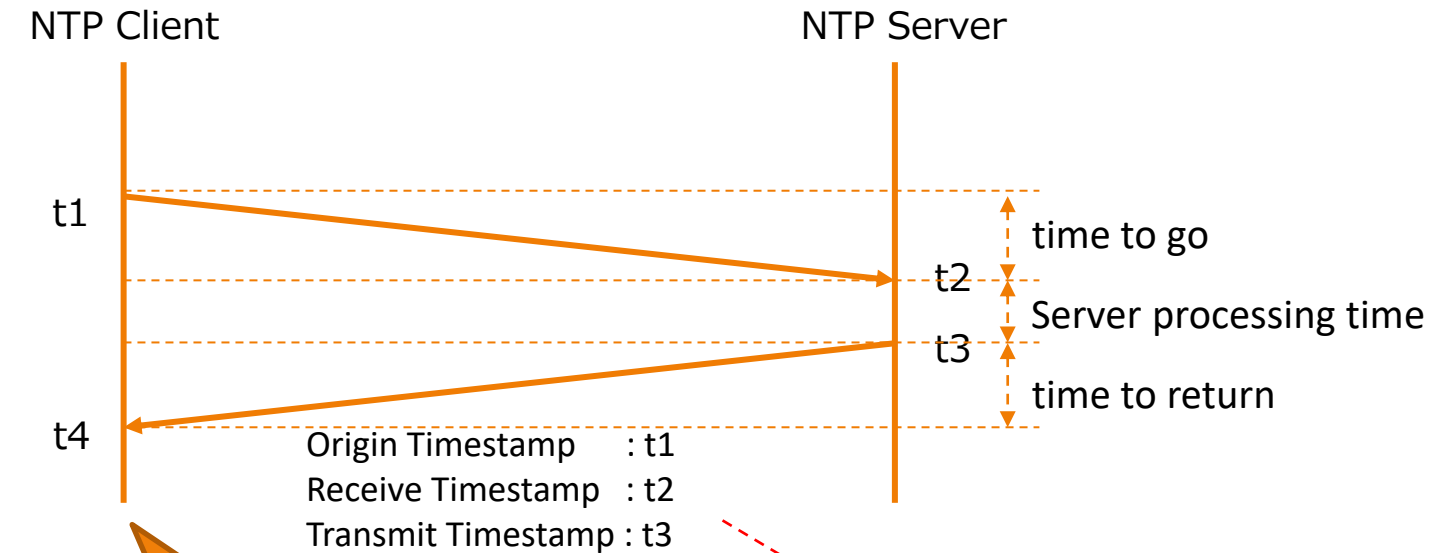 NTP Client
NTP Server
t1
time to go
t2
Server processing time
t3
time to return
t4
Origin Timestamp : t1
Receive Timestamp : t2
Transmit Timestamp : t3